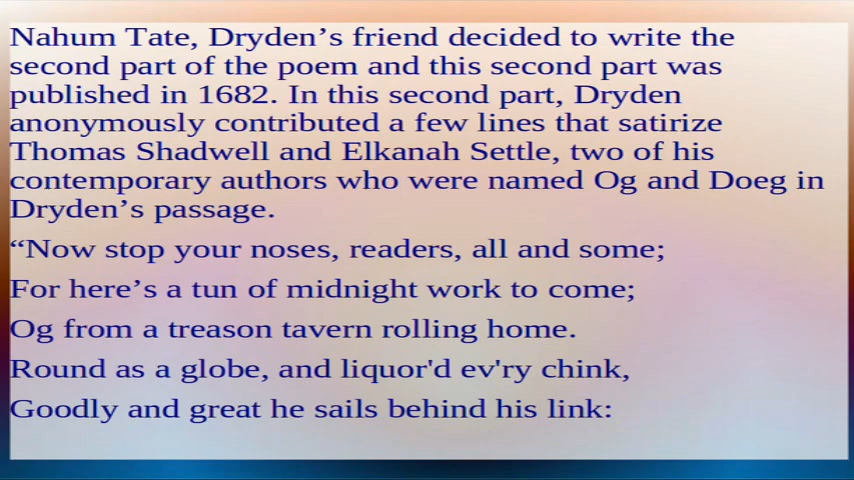 Nahum Tate, Dryden’s friend decided to write the
second part of the poem and this second part was
published in 1682. In this second part, Dryden
anonymously contributed a few lines that satirize
Thomas Shadwell and Elkanah Settle, two of his
contemporary authors who were named Og and Doeg in
Dryden’s passage.
“Now stop your noses, readers, all and some;
For here’s a tun of midnight work to come;
Og from a treason tavern rolling home.
Round as a globe, and liquor'd ev'ry chink,
Goodly and great he sails behind his link: